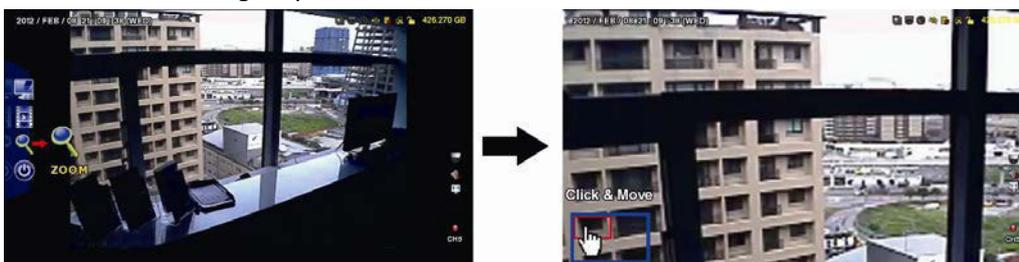 2012 / FEB / 08 21 : 09 : 38 (WED)
426.270 GB
ZOOM
CH5
2012 / FEB / 08 21 : 09 : 38 (WED)
Click & Move